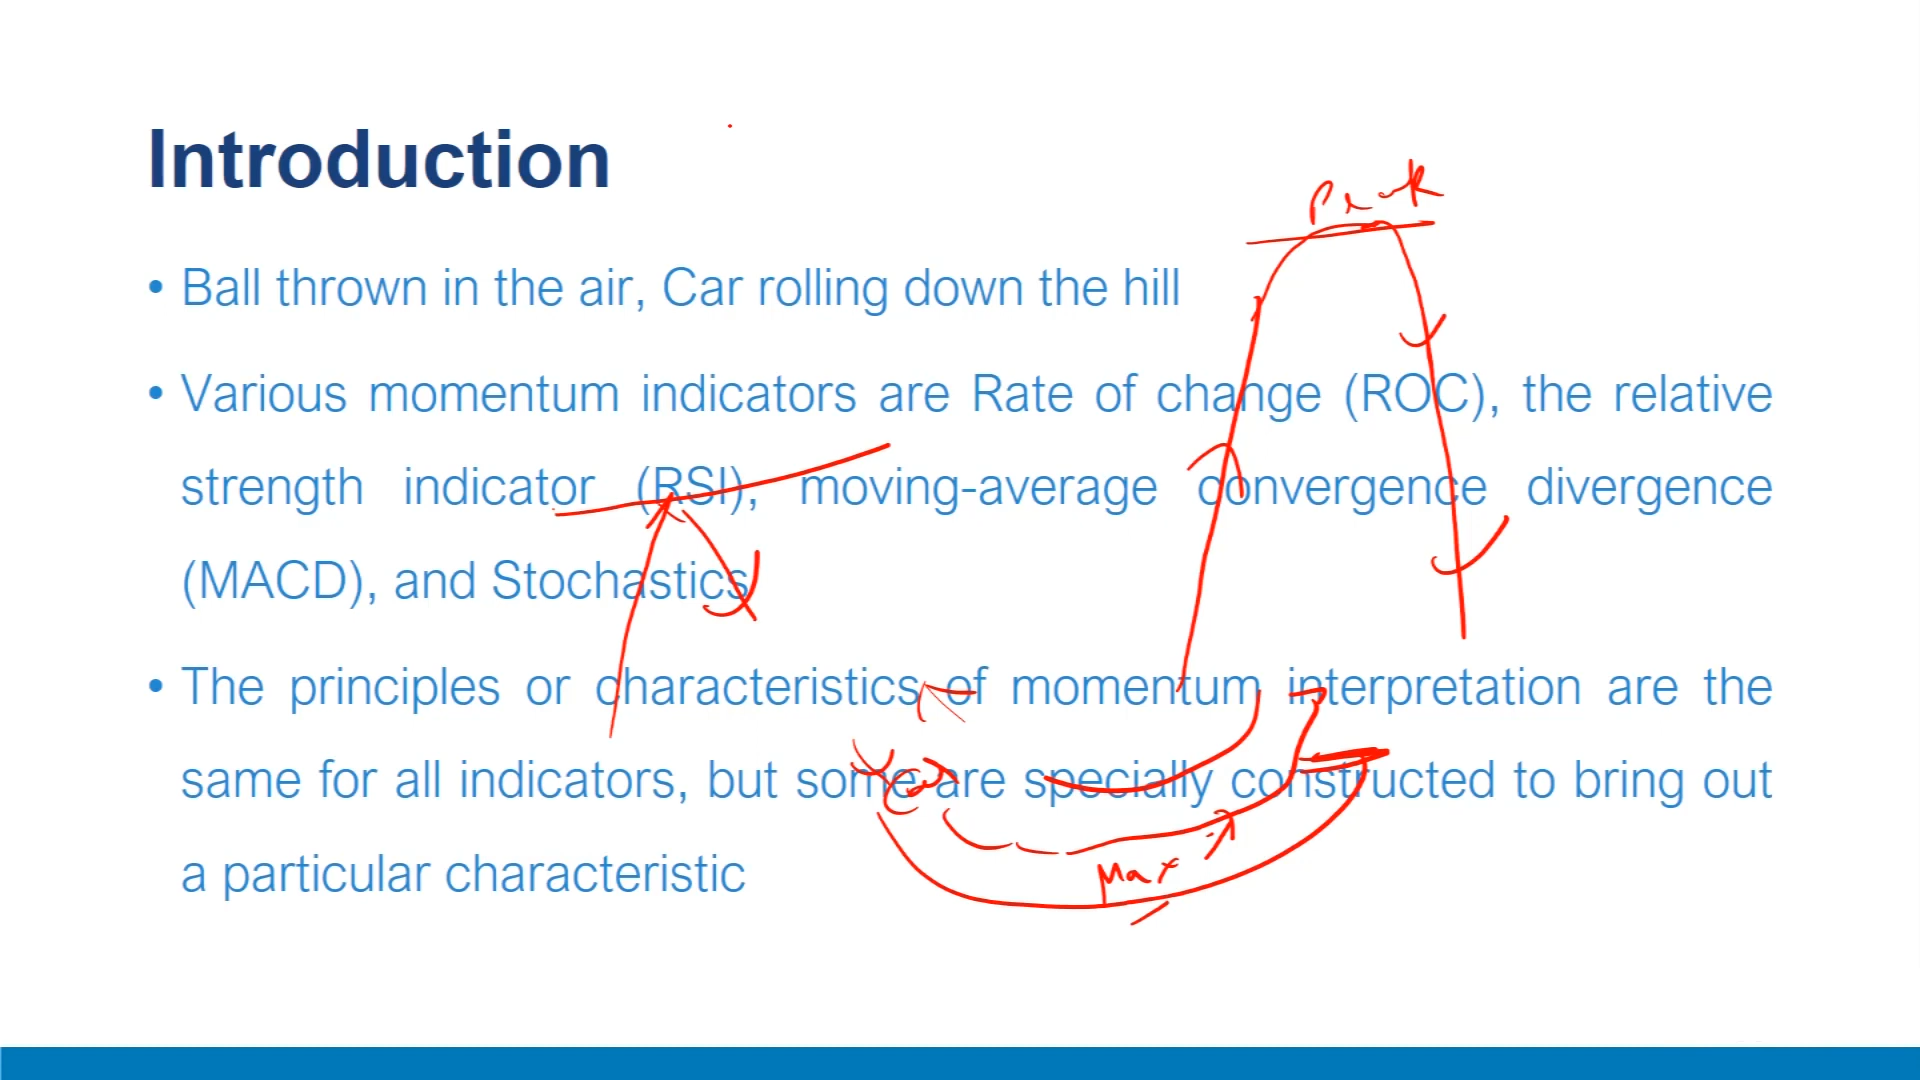 Introduction
Peak
• Ball thrown in the air, Car rolling down the hill
• Various momentum indicators are Rate of change (ROC), the relative
strength indicator (RSI), moving-average convergence divergence
(MACD), and Stochastics
• The principles or characteristics of momentum interpretation are the
same for all indicators, but some are specially constructed to bring out
a particular characteristic